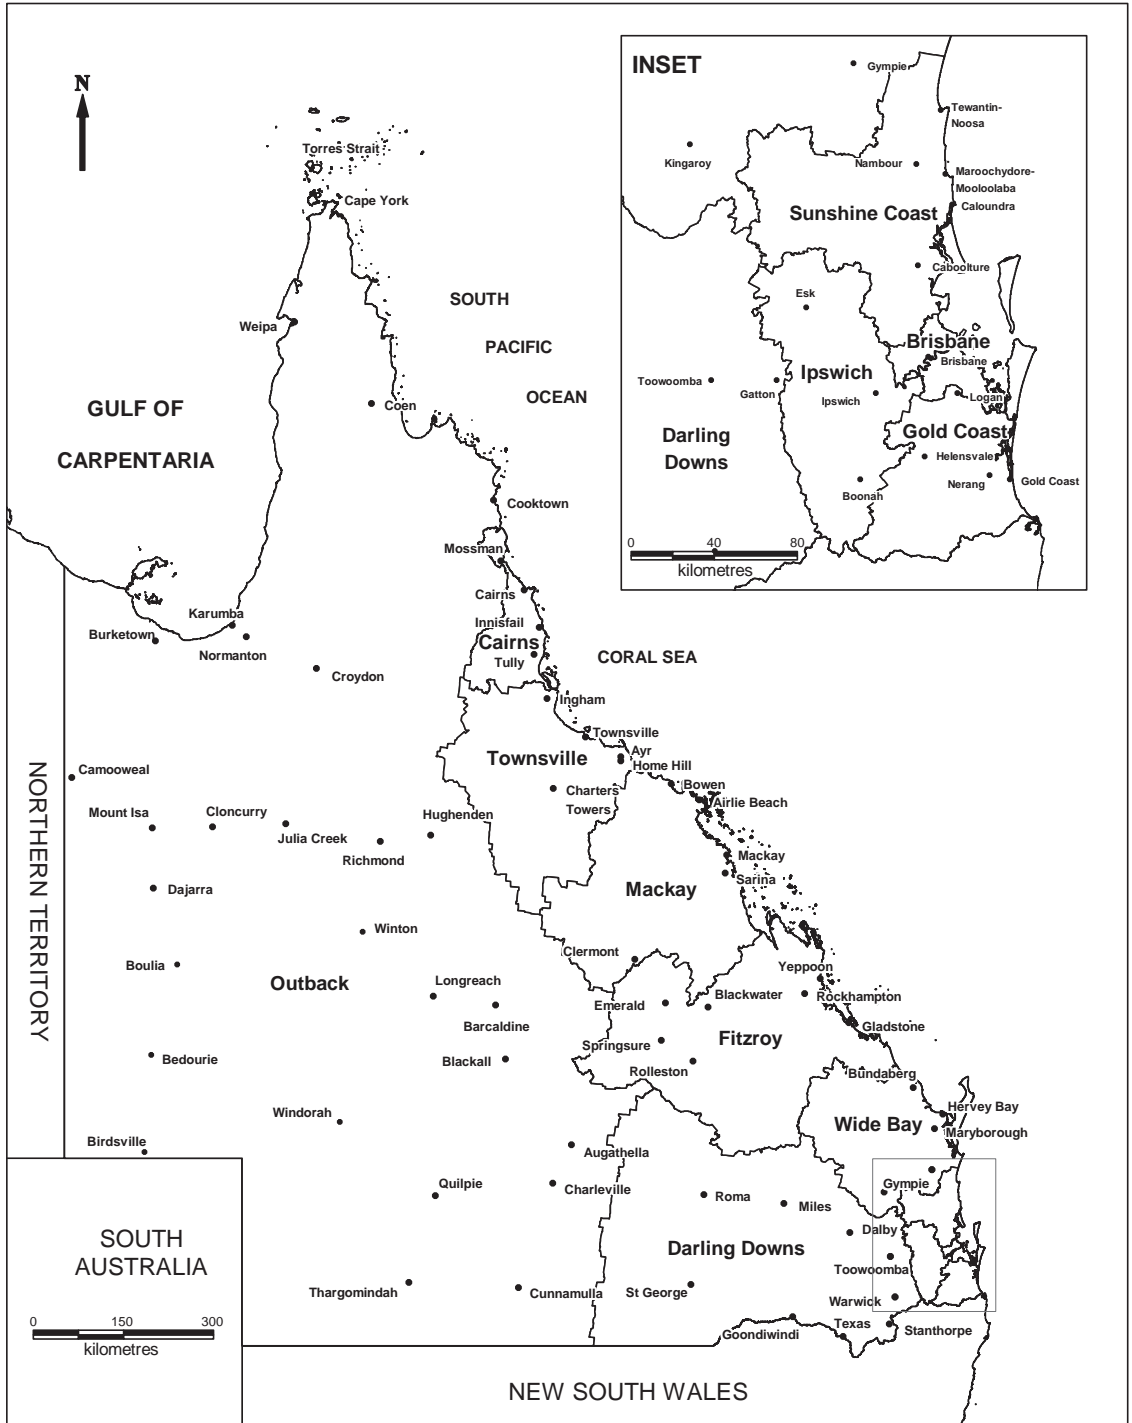 INSET
Gympie
N
Tewantin-
Noosa
Torres Strait
Kingaroy
Nambour
Maroochydore-
Mooloolaba
Cape York
Sunshine Coast
Caloundra
Caboolture
SOUTH
Esk
Weipa
PACIFIC
Brisbane
Brisbane
Ipswich
Toowoomba
Gatton
Ipswich
Logan
OCEAN
Coen
GULF OF
CARPENTARIA
Darling
Downs
Gold Coast
Helensvale
Nerang
Gold Coast
Boonah
Cooktown
0 40 80
kilometres
Mossman
Cairns
Karumba
Innisfail
Burketown
Normanton
Cairns
Tully
CORAL SEA
Croydon
Ingham
Townsville
Townsville
Ayr
Home Hill
NORTHERN TERRITORY
Camooweal
Charters
Towers
Bowen
Airlie Beach
Mount Isa
Cloncurry
Hughenden
Julia Creek
Richmond
Mackay
Sarina
Dajarra
Mackay
Winton
Clermont
Boulia
Yeppoon
Outback
Longreach
Emerald
Blackwater
Rockhampton
Barcaldine
Gladstone
Springsure
Fitzroy
Bedourie
Blackall
Rolleston
Bundaberg
Windorah
Hervey Bay
Wide Bay
Maryborough
Birdsville
Augathella
Quilpie
Charleville
Roma
Gympie
Miles
SOUTH
AUSTRALIA
Darling Downs
Dalby
Toowoomba
Thargomindah
Cunnamulla
St George
Warwick
0 150 300
kilometres
Texas
Goondiwindi
Stanthorpe
NEW SOUTH WALES